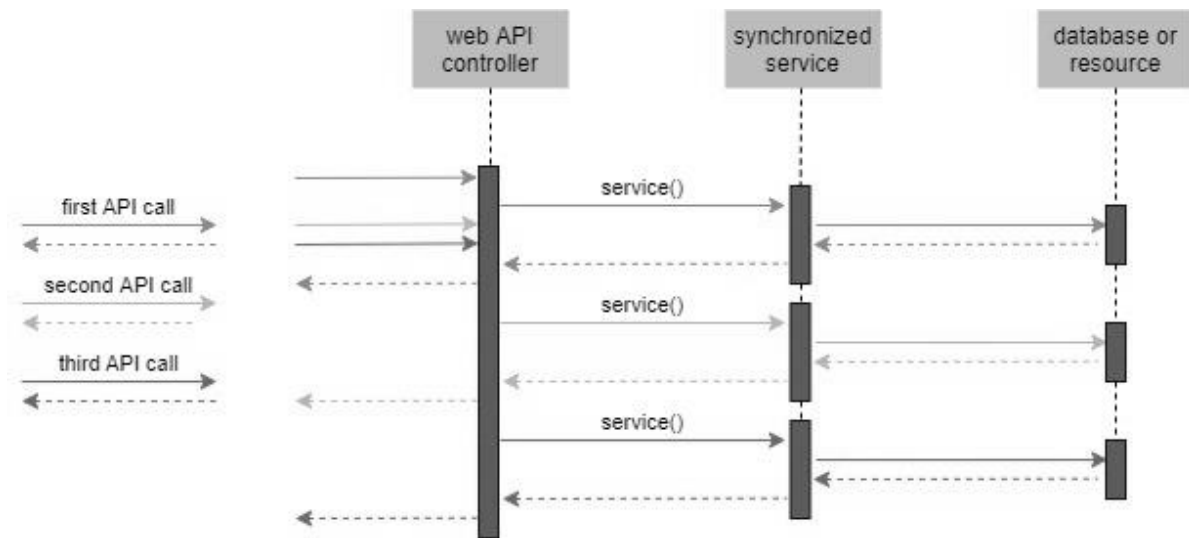 web API
controller
synchronized
service
database or
resource
service()
first API call
second API call
service()
third API call
service()